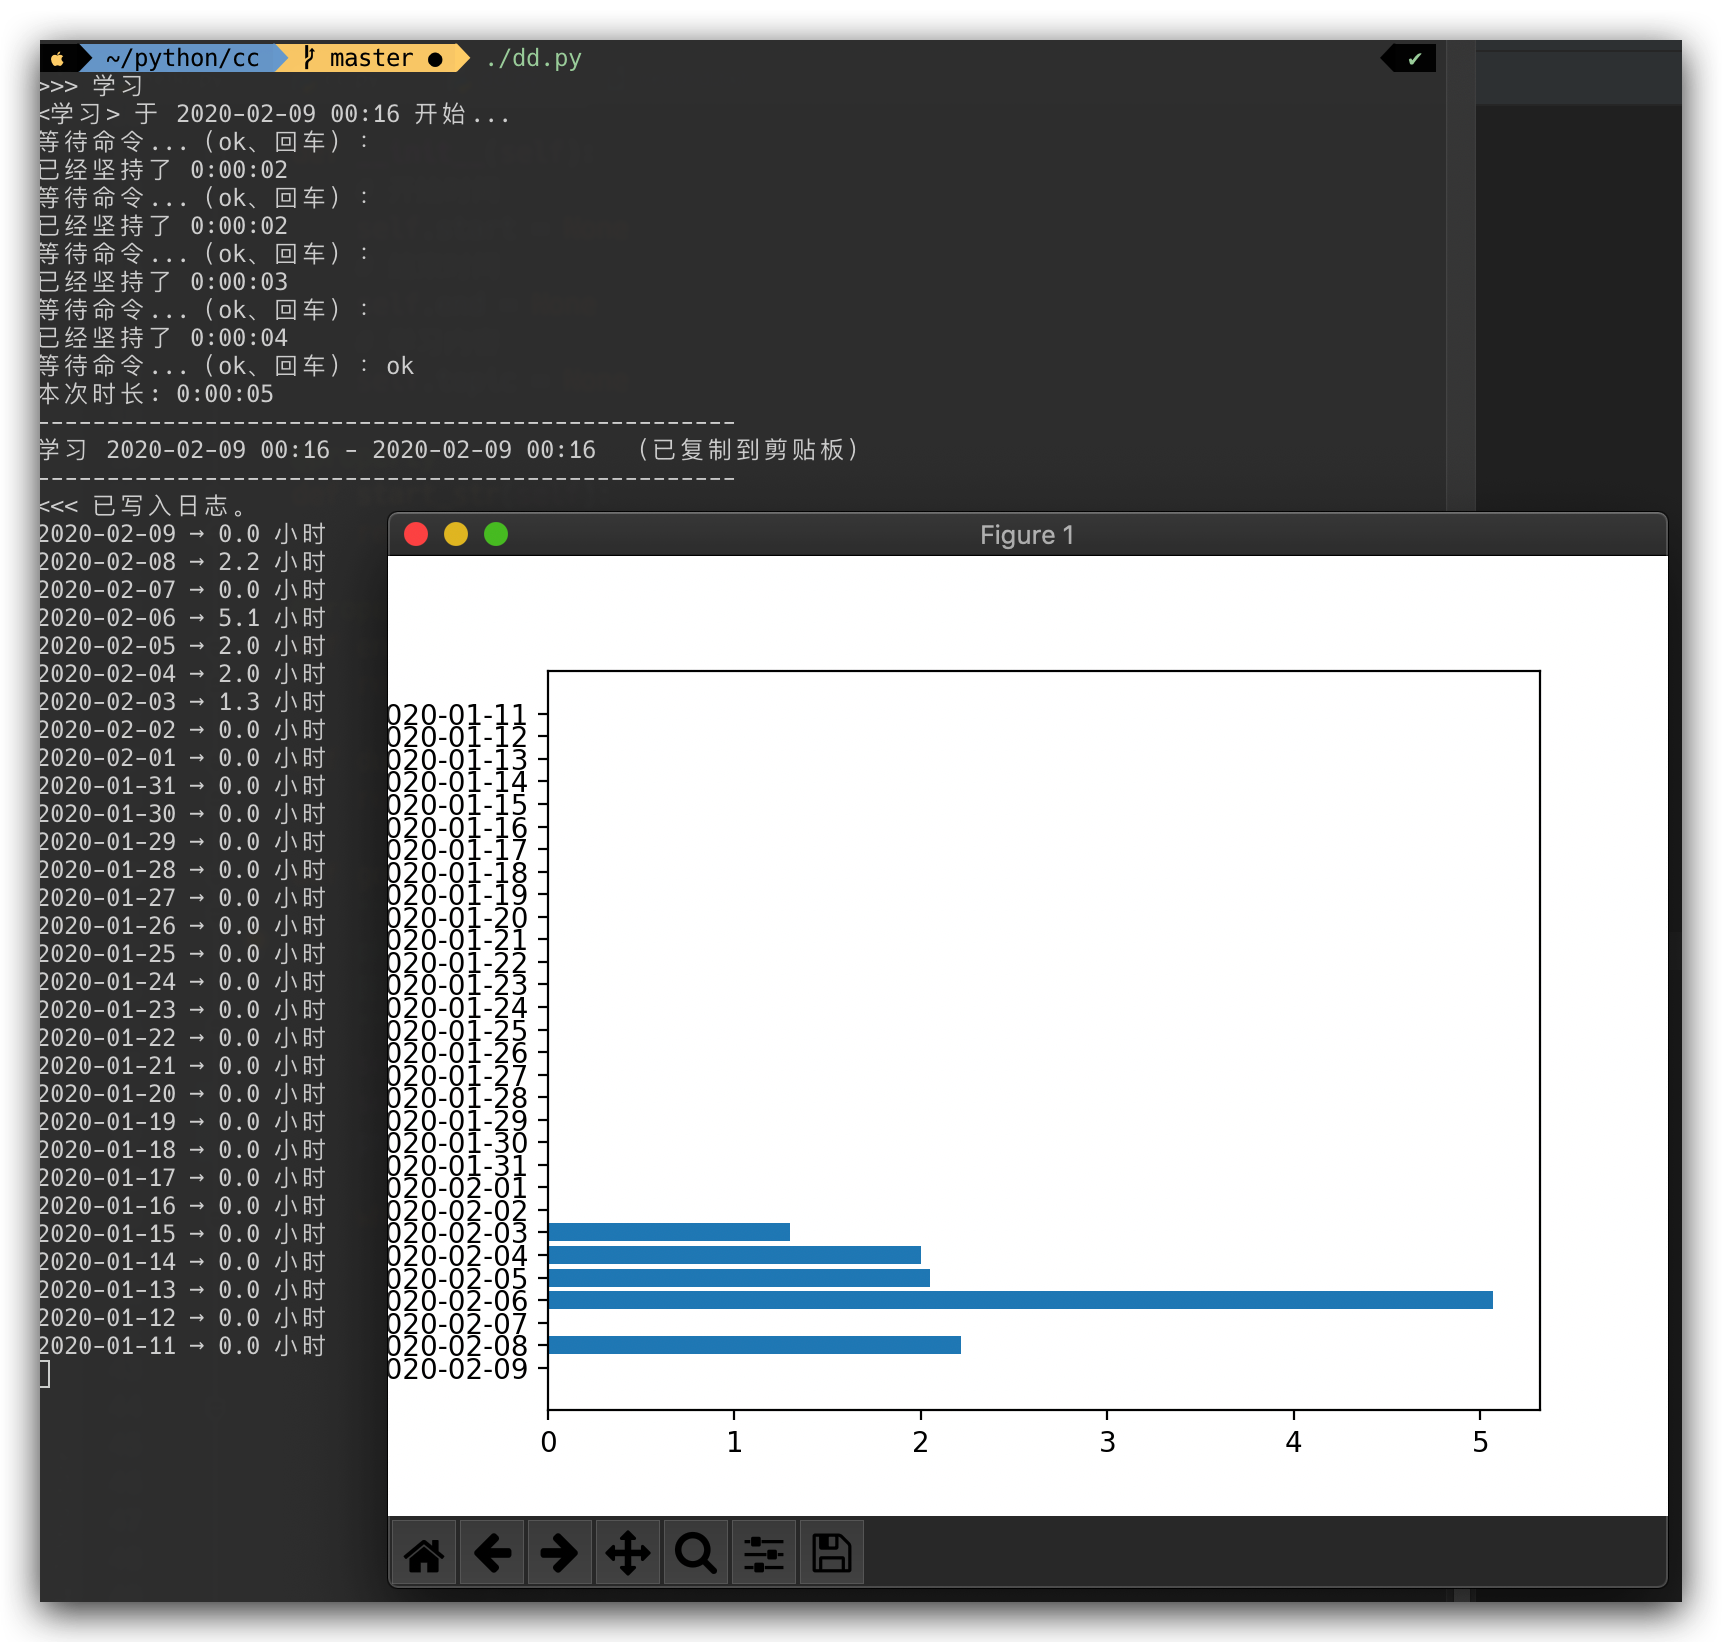 ~/python/cc master ● ./dd.py ✔
>>> 学习
<学习> 于 2020-02-09 00:16 开始...
等待命令...（ok、回车）：
已经坚持了 0:00:02
等待命令...（ok、回车）：
已经坚持了 0:00:02
等待命令...（ok、回车）：
已经坚持了 0:00:03
等待命令...（ok、回车）：
已经坚持了 0:00:04
等待命令...（ok、回车）：ok
本次时长: 0:00:05
--------------------------------------------------
学习 2020-02-09 00:16 - 2020-02-09 00:16 （已复制到剪贴板）
--------------------------------------------------
<<< 已写入日志。
2020-02-09 → 0.0 小时
2020-02-08 → 2.2 小时
2020-02-07 → 0.0 小时
2020-02-06 → 5.1 小时
2020-02-05 → 2.0 小时
2020-02-04 → 2.0 小时
2020-02-03 → 1.3 小时
2020-02-02 → 0.0 小时
2020-02-01 → 0.0 小时
2020-01-31 → 0.0 小时
2020-01-30 → 0.0 小时
2020-01-29 → 0.0 小时
2020-01-28 → 0.0 小时
2020-01-27 → 0.0 小时
2020-01-26 → 0.0 小时
2020-01-25 → 0.0 小时
2020-01-24 → 0.0 小时
2020-01-23 → 0.0 小时
2020-01-22 → 0.0 小时
2020-01-21 → 0.0 小时
2020-01-20 → 0.0 小时
2020-01-19 → 0.0 小时
2020-01-18 → 0.0 小时
2020-01-17 → 0.0 小时
2020-01-16 → 0.0 小时
2020-01-15 → 0.0 小时
2020-01-14 → 0.0 小时
2020-01-13 → 0.0 小时
2020-01-12 → 0.0 小时
2020-01-11 → 0.0 小时
Figure 1
020-01-11
020-01-12
020-01-13
020-01-14
020-01-15
020-01-16
020-01-17
020-01-18
020-01-19
020-01-20
020-01-21
020-01-22
020-01-23
020-01-24
020-01-25
020-01-26
020-01-27
020-01-28
020-01-29
020-01-30
020-01-31
020-02-01
020-02-02
020-02-03
020-02-04
020-02-05
020-02-06
020-02-07
020-02-08
020-02-09
0 1 2 3 4 5